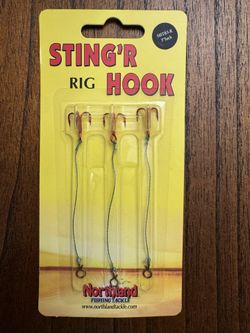 STING'R
RIG HOOK
Northland
FISHING TACKLE
www.northlandtackle.com